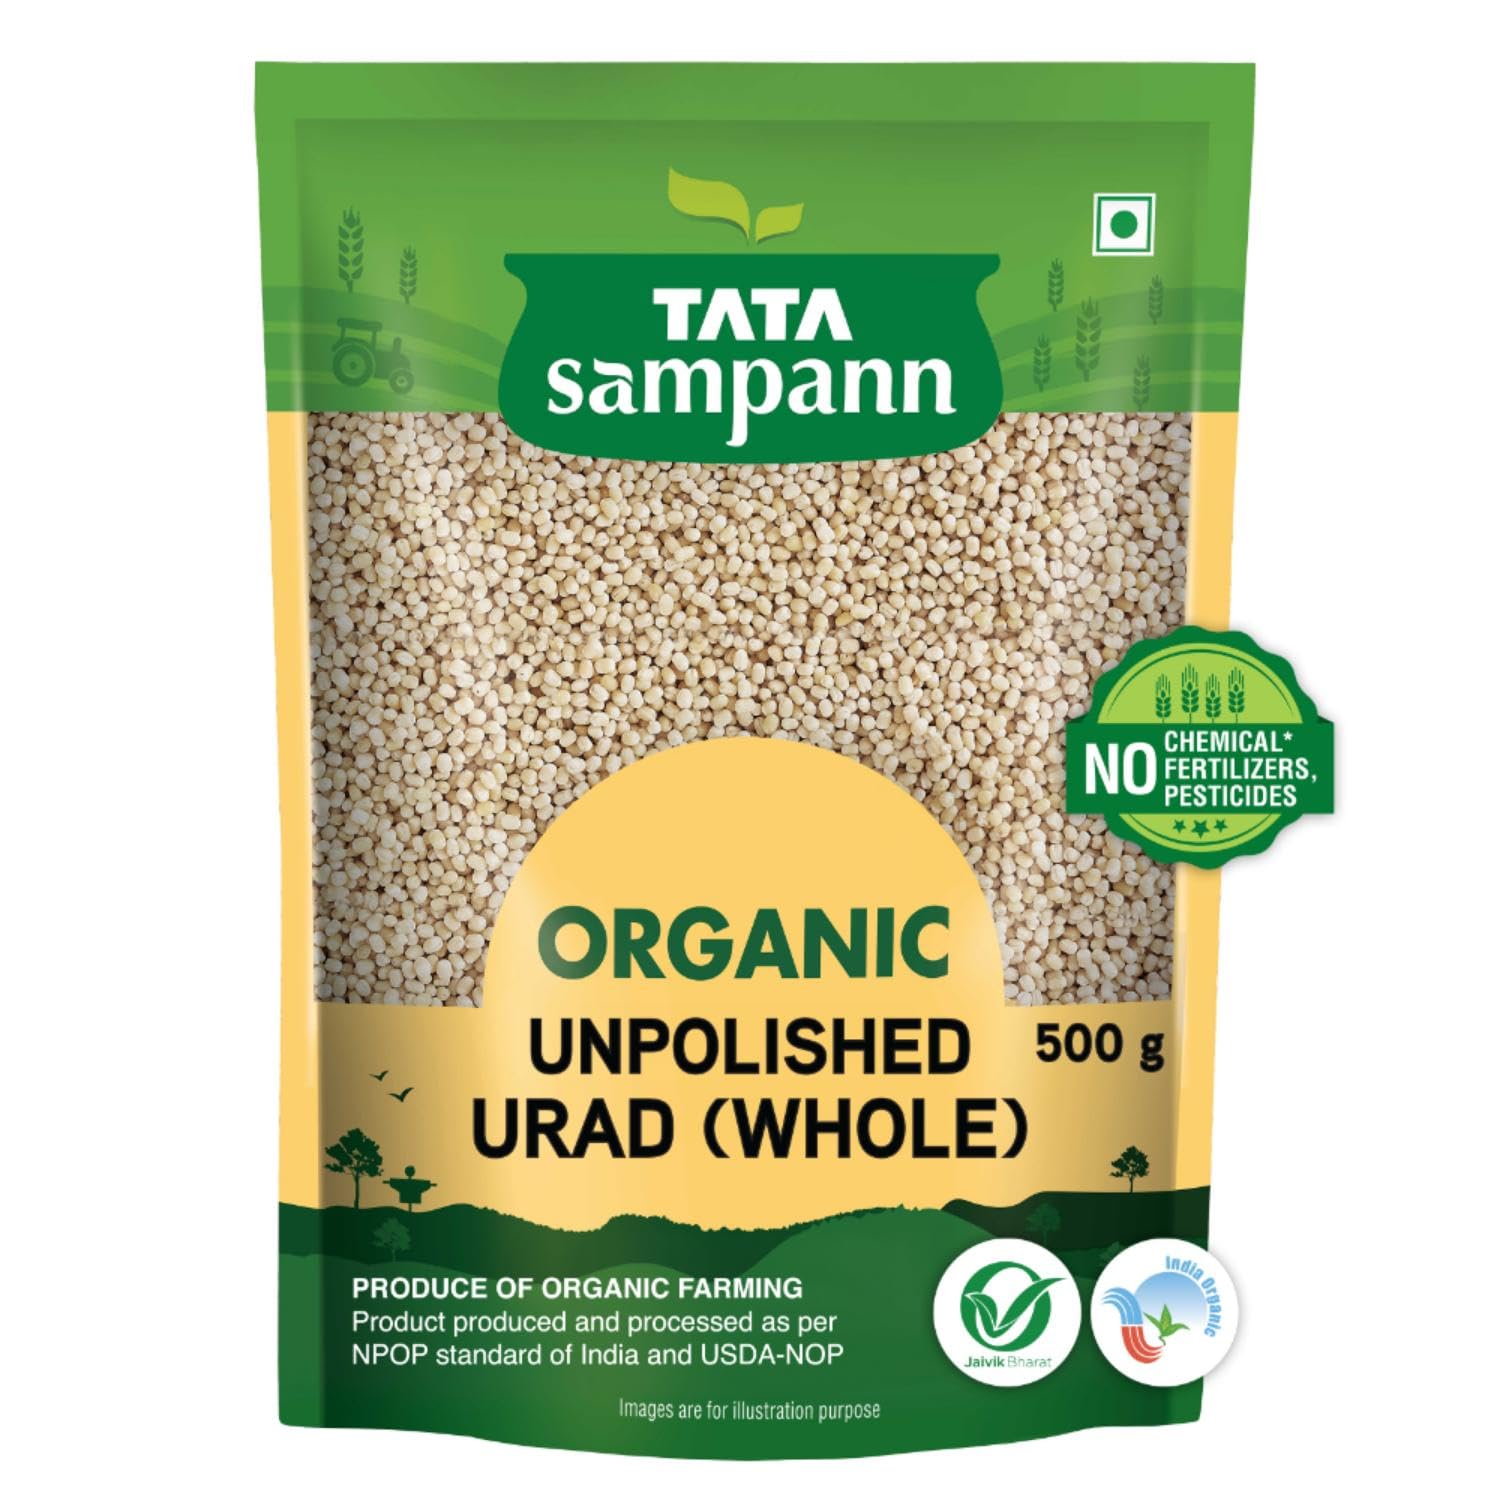 TATA
sampann
NO CHEMICAL*
FERTILIZERS,
PESTICIDES
ORGANIC
UNPOLISHED
URAD (WHOLE)
500 g
PRODUCE OF ORGANIC FARMING
Product produced and processed as per
NPOP standard of India and USDA-NOP
Jaivik Bharat
India Organic
Images are for illustration purpose